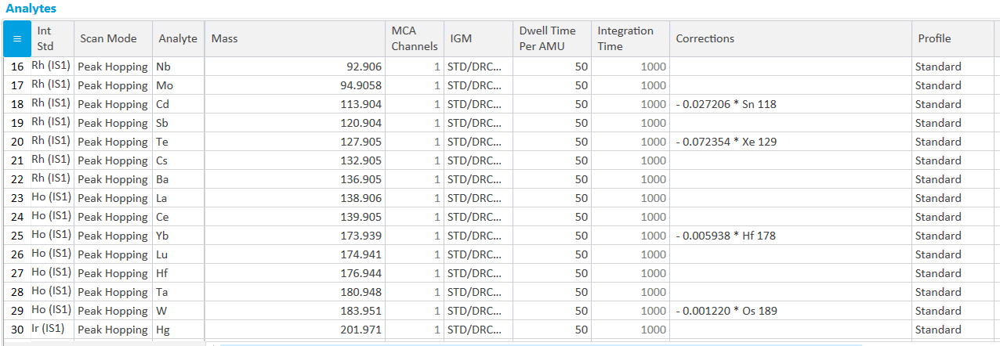 Analytes
≡ Int Std Scan Mode Analyte Mass MCA Channels IGM Dwell Time Per AMU Integration Time Corrections Profile
16 Rh (IS1) Peak Hopping Nb 92.906 1 STD/DRC... 50 1000 Standard
17 Rh (IS1) Peak Hopping Mo 94.9058 1 STD/DRC... 50 1000 Standard
18 Rh (IS1) Peak Hopping Cd 113.904 1 STD/DRC... 50 1000 - 0.027206 * Sn 118 Standard
19 Rh (IS1) Peak Hopping Sb 120.904 1 STD/DRC... 50 1000 Standard
20 Rh (IS1) Peak Hopping Te 127.905 1 STD/DRC... 50 1000 - 0.072354 * Xe 129 Standard
21 Rh (IS1) Peak Hopping Cs 132.905 1 STD/DRC... 50 1000 Standard
22 Rh (IS1) Peak Hopping Ba 136.905 1 STD/DRC... 50 1000 Standard
23 Ho (IS1) Peak Hopping La 138.906 1 STD/DRC... 50 1000 Standard
24 Ho (IS1) Peak Hopping Ce 139.905 1 STD/DRC... 50 1000 Standard
25 Ho (IS1) Peak Hopping Yb 173.939 1 STD/DRC... 50 1000 - 0.005938 * Hf 178 Standard
26 Ho (IS1) Peak Hopping Lu 174.941 1 STD/DRC... 50 1000 Standard
27 Ho (IS1) Peak Hopping Hf 176.944 1 STD/DRC... 50 1000 Standard
28 Ho (IS1) Peak Hopping Ta 180.948 1 STD/DRC... 50 1000 Standard
29 Ho (IS1) Peak Hopping W 183.951 1 STD/DRC... 50 1000 - 0.001220 * Os 189 Standard
30 Ir (IS1) Peak Hopping Hg 201.971 1 STD/DRC... 50 1000 Standard